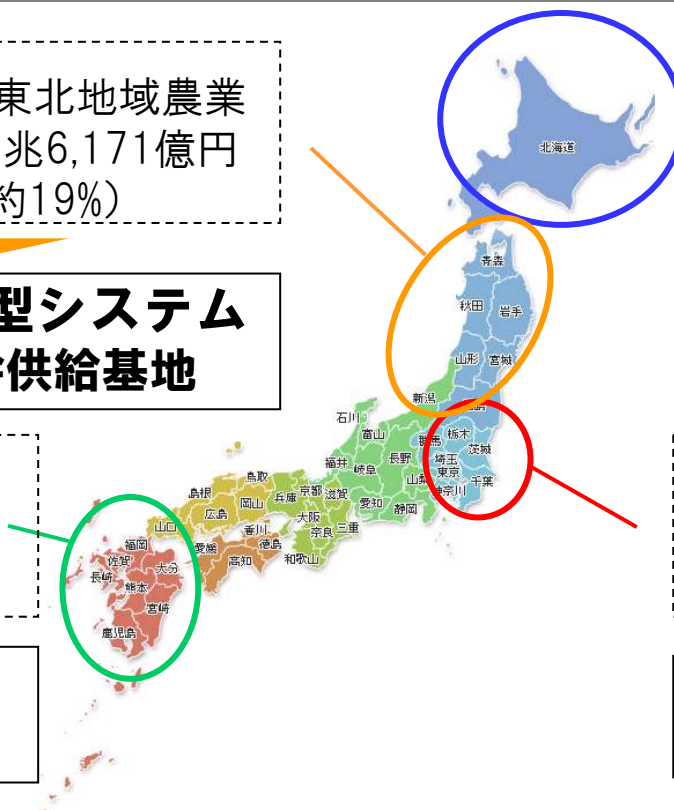 東北地域農業
兆6,171億円
約19%)
型システム
供給基地
北海道
青森
秋田
岩手
山形
宮城
新潟
石川
富山
群馬
栃木
茨城
福井
岐阜
長野
埼玉
東京
山梨
神奈川
千葉
鳥取
島根
岡山
兵庫
京都
滋賀
愛知
静岡
広島
山口
大阪
三重
奈良
香川
徳島
和歌山
愛媛
高知
福岡
佐賀
大分
長崎
熊本
宮崎
鹿児島